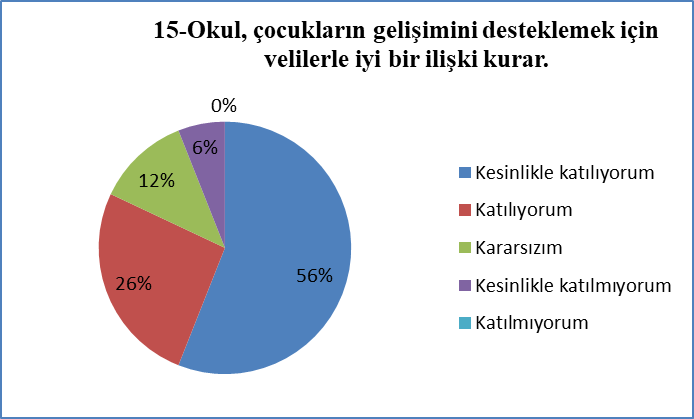 15-Okul, çocukların gelişimini desteklemek için
velilerle iyi bir ilişki kurar.
0%
6%
12%
26%
56%
Kesinlikle katılıyorum
Katılıyorum
Kararsızım
Kesinlikle katılmıyorum
Katılmıyorum